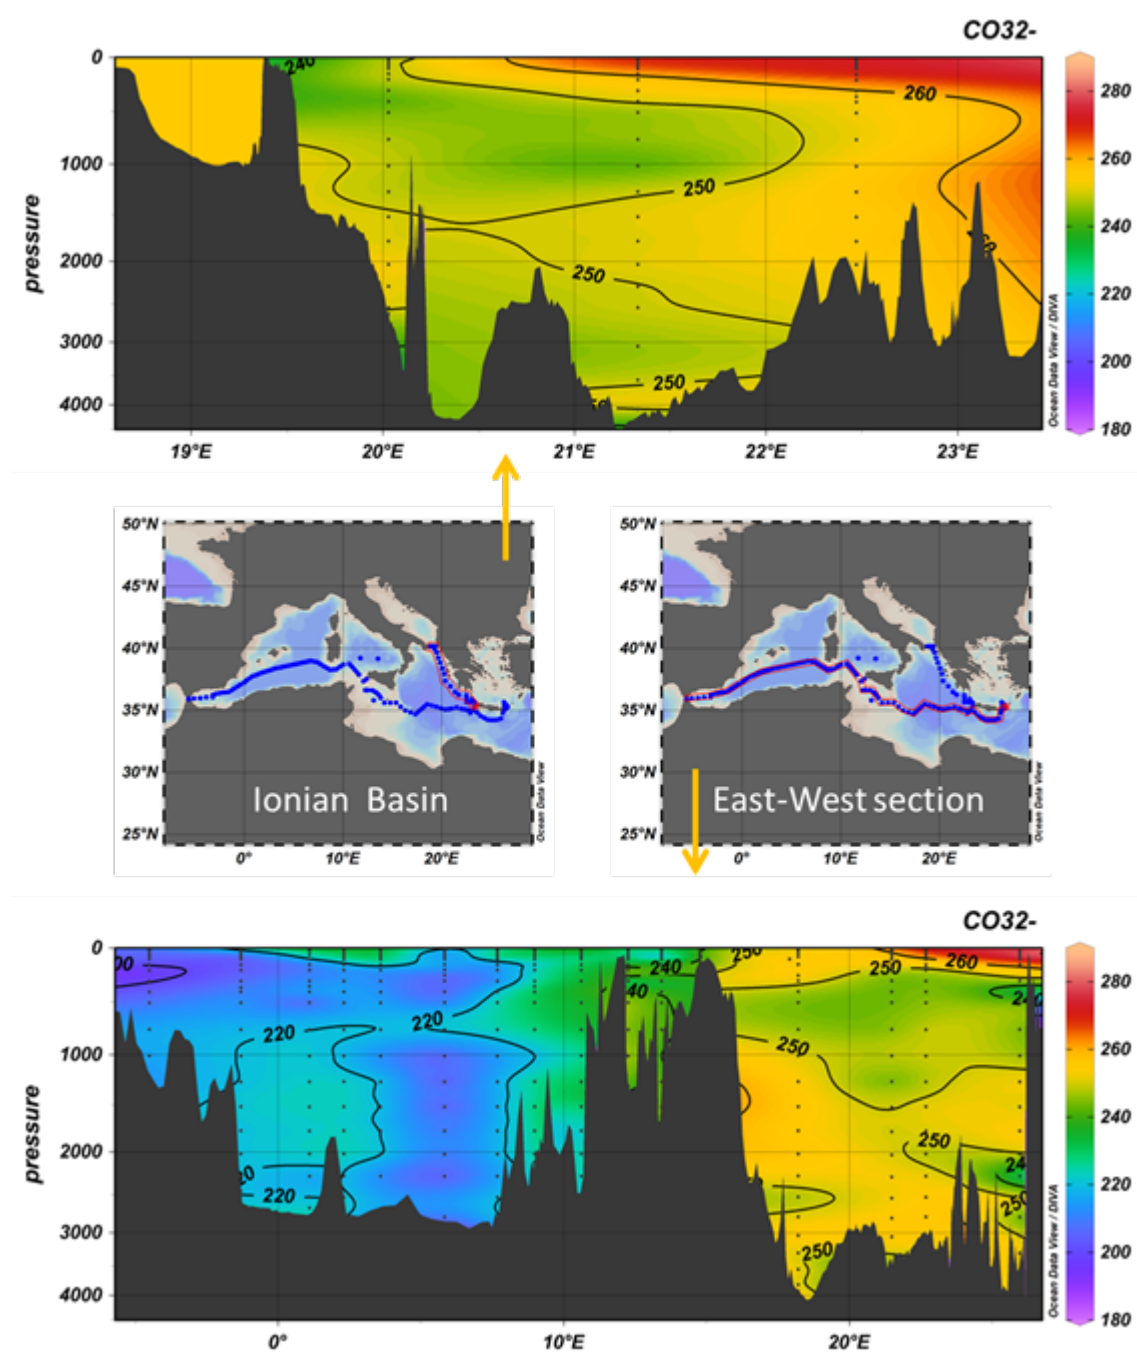 CO32-
0
1000
2000
3000
4000
pressure
240
260
250
250
250
280
260
240
220
200
180
Ocean Data View / DIVA
19°E 20°E 21°E 22°E 23°E
50°N
45°N
40°N
35°N
30°N
25°N
0° 10°E 20°E
Ionian Basin
Ocean Data View
50°N
45°N
40°N
35°N
30°N
25°N
0° 10°E 20°E
East-West section
Ocean Data View
CO32-
0
1000
2000
3000
4000
pressure
220
220
220
240
250
250
260
250
250
250
250
280
260
240
220
200
180
Ocean Data View / DIVA
0° 10°E 20°E